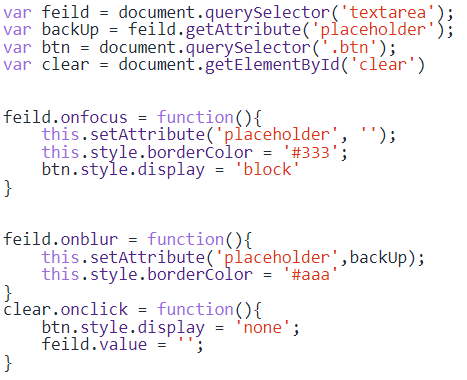 var feild = document.querySelector('textarea');
var backUp = feild.getAttribute('placeholder');
var btn = document.querySelector('.btn');
var clear = document.getElementById('clear')
feild.onfocus = function(){
    this.setAttribute('placeholder', '');
    this.style.borderColor = '#333';
    btn.style.display = 'block'
}
feild.onblur = function(){
    this.setAttribute('placeholder',backUp);
    this.style.borderColor = '#aaa'
}
clear.onclick = function(){
    btn.style.display = 'none';
    feild.value = '';
}